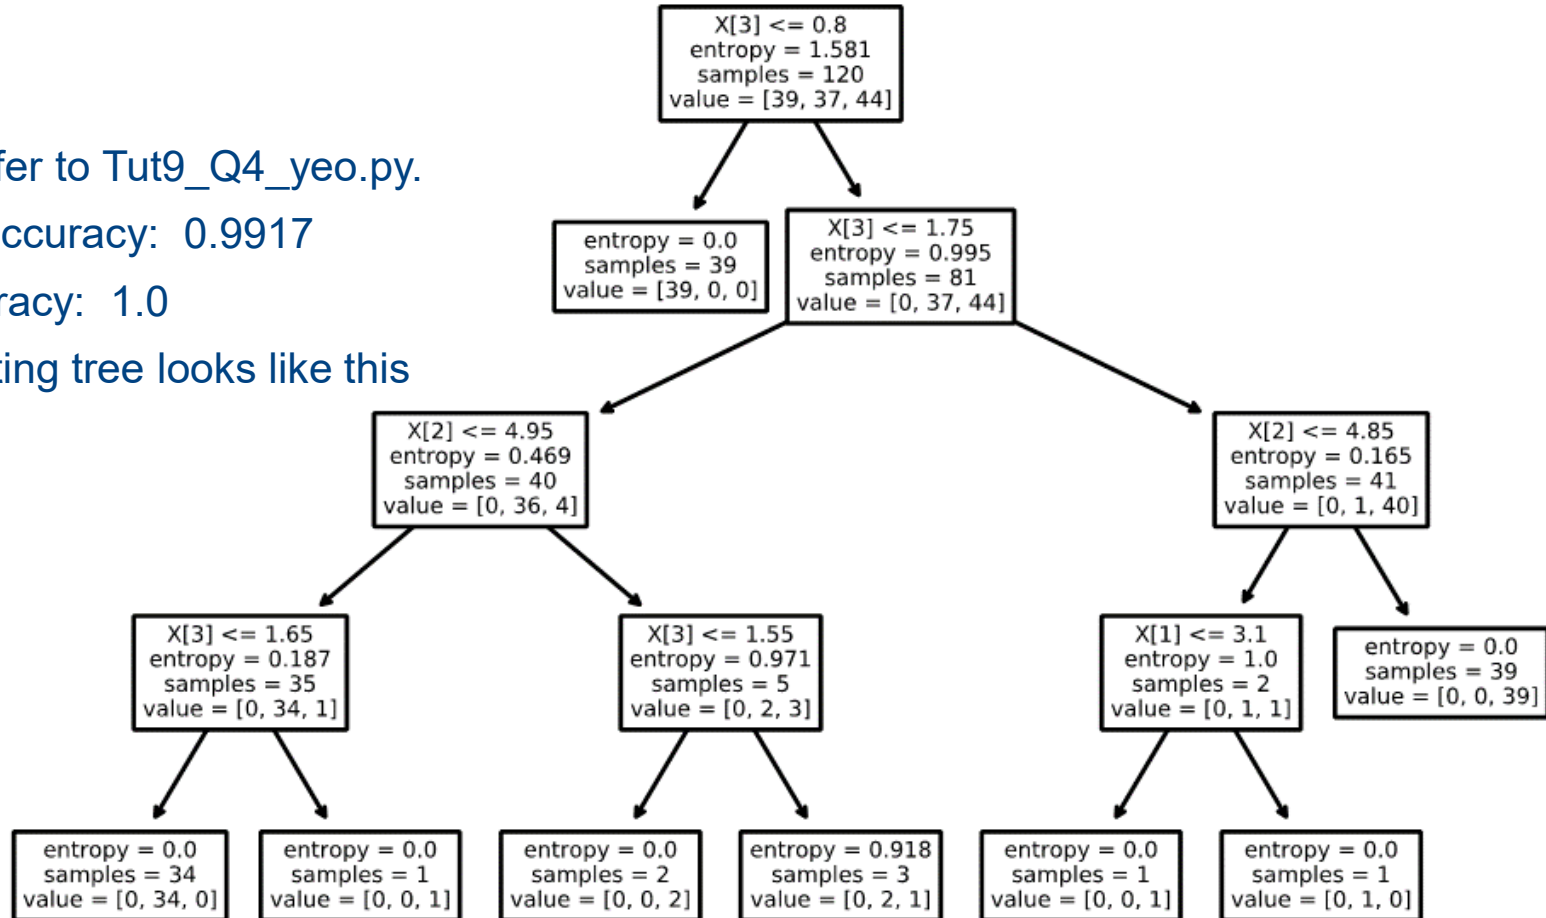 X[3] <= 0.8
entropy = 1.581
samples = 120
value = [39, 37, 44]
fer to Tut9_Q4_yeo.py.
ccuracy: 0.9917
racy: 1.0
ting tree looks like this
entropy = 0.0
samples = 39
value = [39, 0, 0]
X[3] <= 1.75
entropy = 0.995
samples = 81
value = [0, 37, 44]
X[2] <= 4.95
entropy = 0.469
samples = 40
value = [0, 36, 4]
X[2] <= 4.85
entropy = 0.165
samples = 41
value = [0, 1, 40]
X[3] <= 1.65
entropy = 0.187
samples = 35
value = [0, 34, 1]
X[3] <= 1.55
entropy = 0.971
samples = 5
value = [0, 2, 3]
X[1] <= 3.1
entropy = 1.0
samples = 2
value = [0, 1, 1]
entropy = 0.0
samples = 39
value = [0, 0, 39]
entropy = 0.0
samples = 34
value = [0, 34, 0]
entropy = 0.0
samples = 1
value = [0, 0, 1]
entropy = 0.0
samples = 2
value = [0, 0, 2]
entropy = 0.918
samples = 3
value = [0, 2, 1]
entropy = 0.0
samples = 1
value = [0, 0, 1]
entropy = 0.0
samples = 1
value = [0, 1, 0]